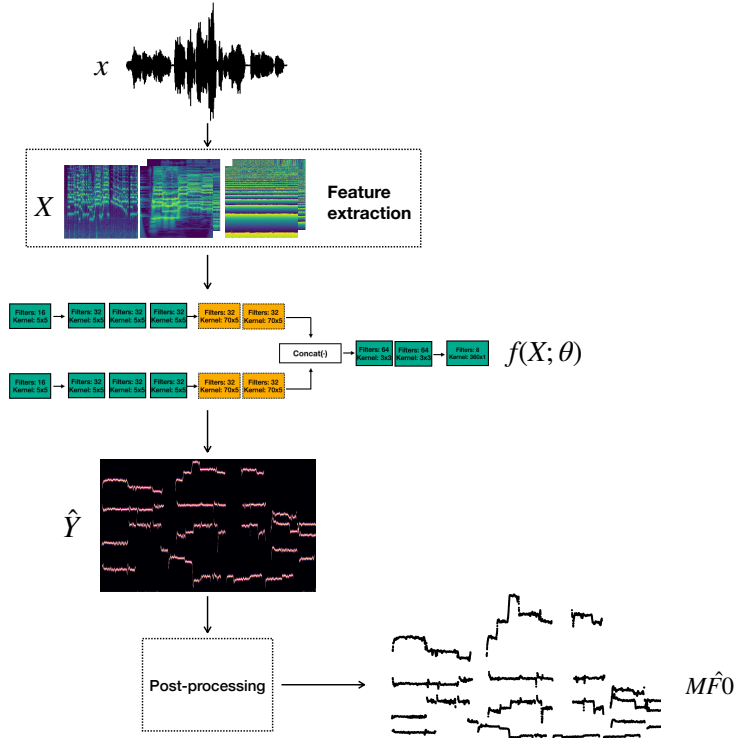 x
X
Feature
extraction
Filters: 16
Kernel: 5x5
Filters: 32
Kernel: 5x5
Filters: 32
Kernel: 5x5
Filters: 32
Kernel: 5x5
Filters: 32
Kernel: 70x5
Filters: 32
Kernel: 70x5
Concat(·)
Filters: 64
Kernel: 3x3
Filters: 64
Kernel: 3x3
Filters: 8
Kernel: 360x1
f(X; θ)
Filters: 16
Kernel: 5x5
Filters: 32
Kernel: 5x5
Filters: 32
Kernel: 5x5
Filters: 32
Kernel: 5x5
Filters: 32
Kernel: 70x5
Filters: 32
Kernel: 70x5
Ŷ
Post-processing
MF̂0